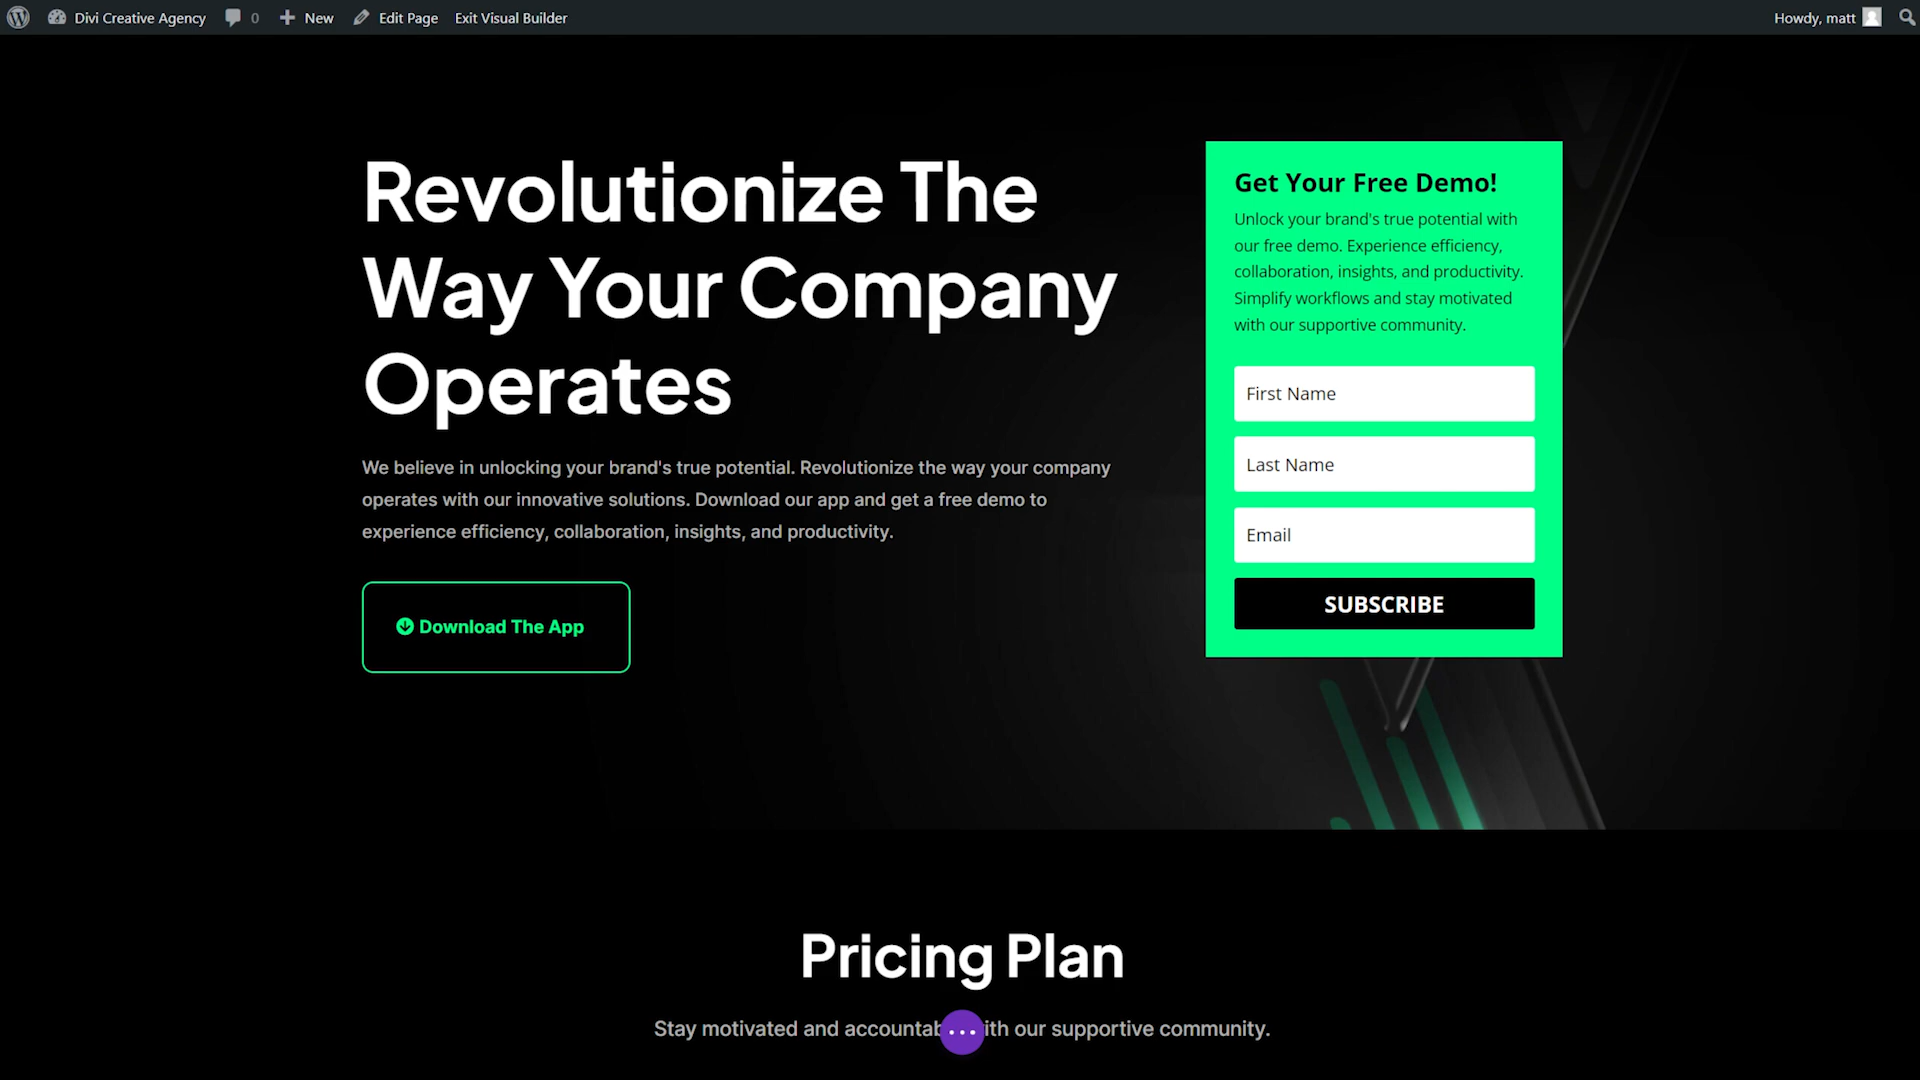 Divi Creative Agency 0 New Edit Page Exit Visual Builder Howdy, matt
Revolutionize The
Way Your Company
Operates
We believe in unlocking your brand's true potential. Revolutionize the way your company
operates with our innovative solutions. Download our app and get a free demo to
experience efficiency, collaboration, insights, and productivity.
Download The App
Get Your Free Demo!
Unlock your brand's true potential with
our free demo. Experience efficiency,
collaboration, insights, and productivity.
Simplify workflows and stay motivated
with our supportive community.
First Name
Last Name
Email
SUBSCRIBE
Pricing Plan
Stay motivated and with our supportive community.